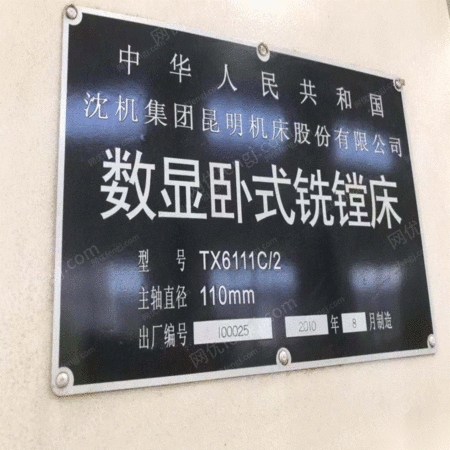 中华人民共和国
沈机集团昆明机床股份有限公司
数显卧式铣镗床
型 号 TX6111C/2
主轴直径 110mm
出厂编号 100025 2010 年 8 月制造